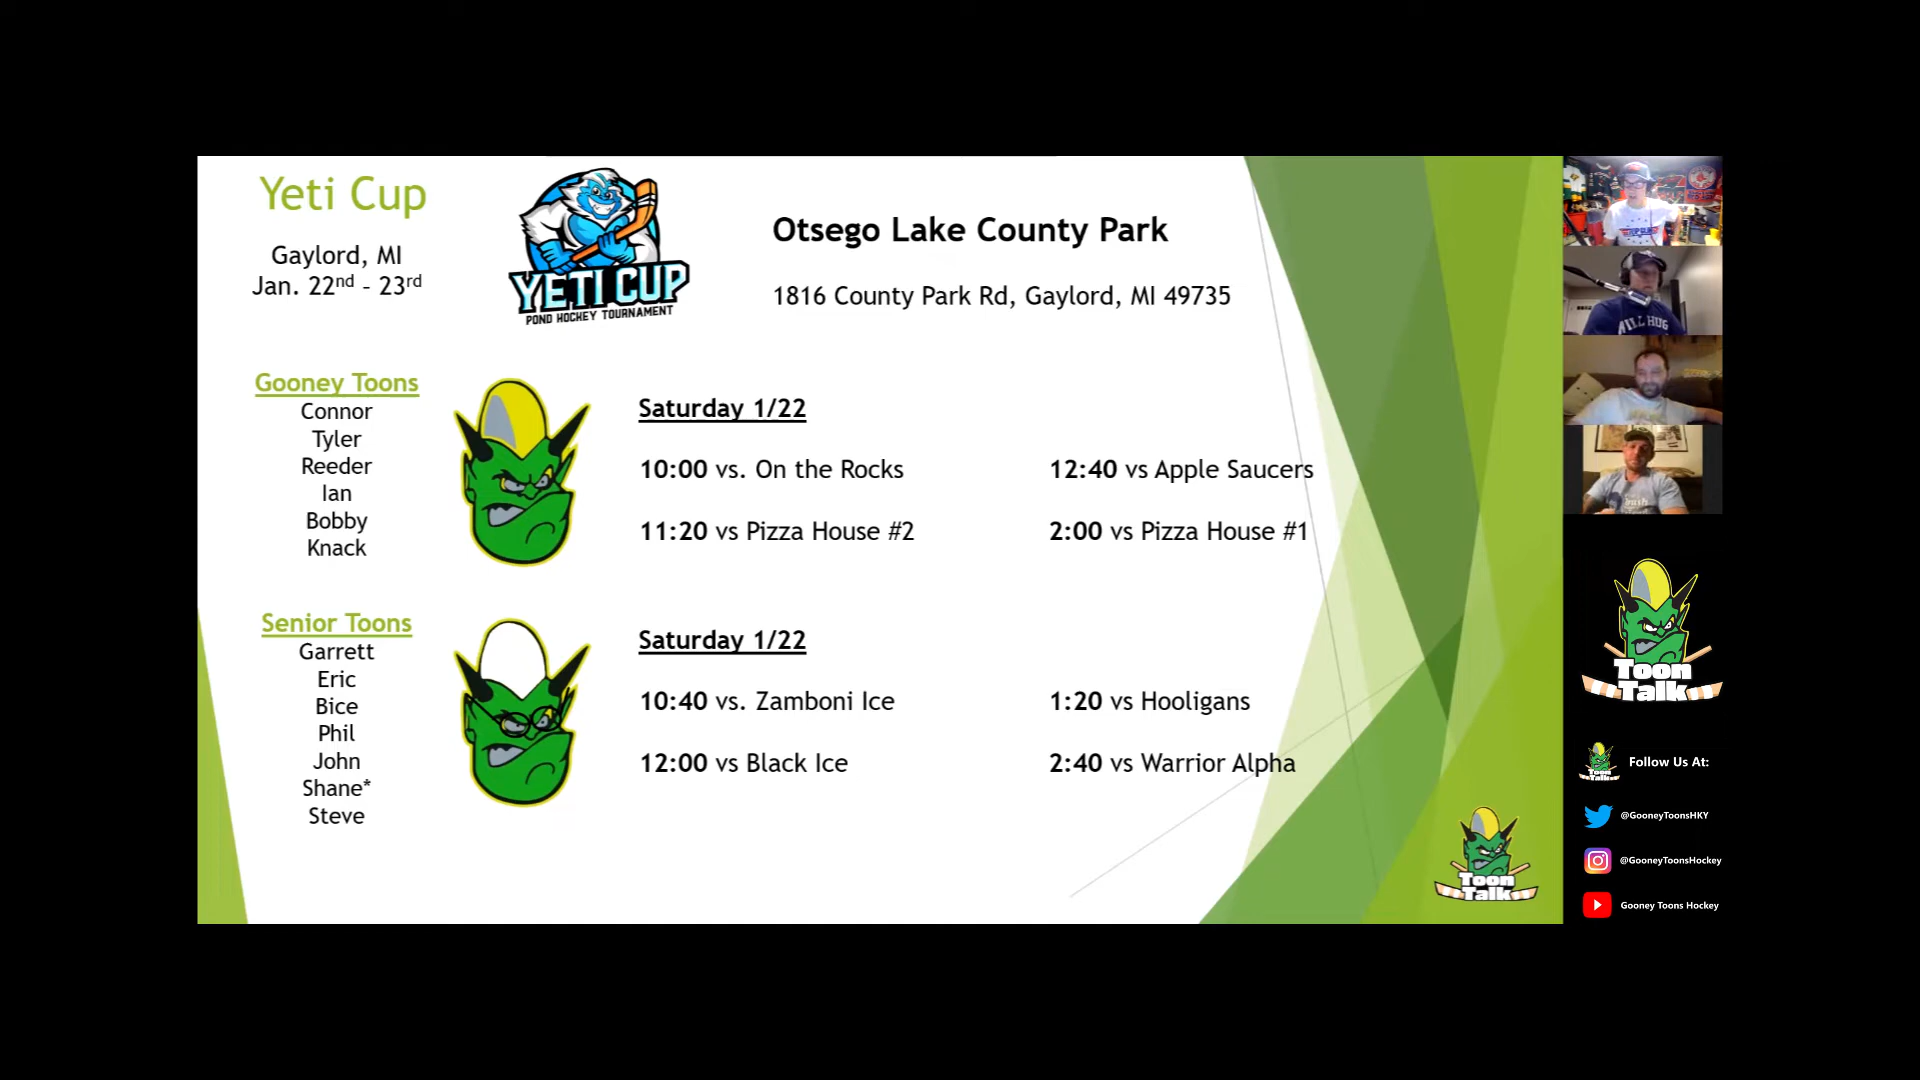 Yeti Cup
Gaylord, MI
Jan. 22nd - 23rd
YETI CUP
POND HOCKEY TOURNAMENT
Otsego Lake County Park
1816 County Park Rd, Gaylord, MI 49735
Gooney Toons
Connor
Tyler
Reeder
Ian
Bobby
Knack
Saturday 1/22
10:00 vs. On the Rocks
12:40 vs Apple Saucers
11:20 vs Pizza House #2
2:00 vs Pizza House #1
Senior Toons
Garrett
Eric
Bice
Phil
John
Shane*
Steve
Saturday 1/22
10:40 vs. Zamboni Ice
1:20 vs Hooligans
12:00 vs Black Ice
2:40 vs Warrior Alpha
Toon
Talk
HUG
Toon
Talk
Toon
Talk
Follow Us At:
@GooneyToonsHKY
@GooneyToonsHockey
Gooney Toons Hockey